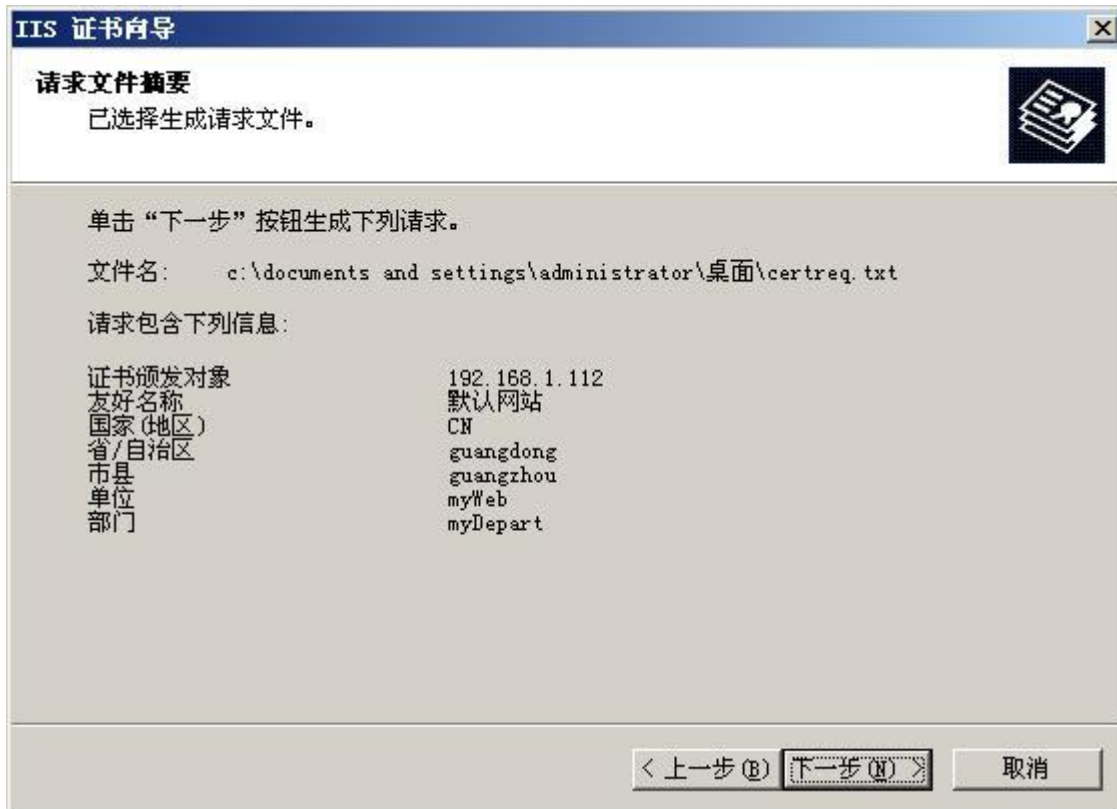 IIS 证书向导
请求文件摘要
已选择生成请求文件。
单击“下一步”按钮生成下列请求。
文件名: c:\documents and settings\administrator\桌面\certreq.txt
请求包含下列信息:
证书颁发对象 192.168.1.112
友好名称 默认网站
国家(地区) CN
省/自治区 guangdong
市县 guangzhou
单位 myWeb
部门 myDepart
< 上一步(B) 下一步(N) > 取消